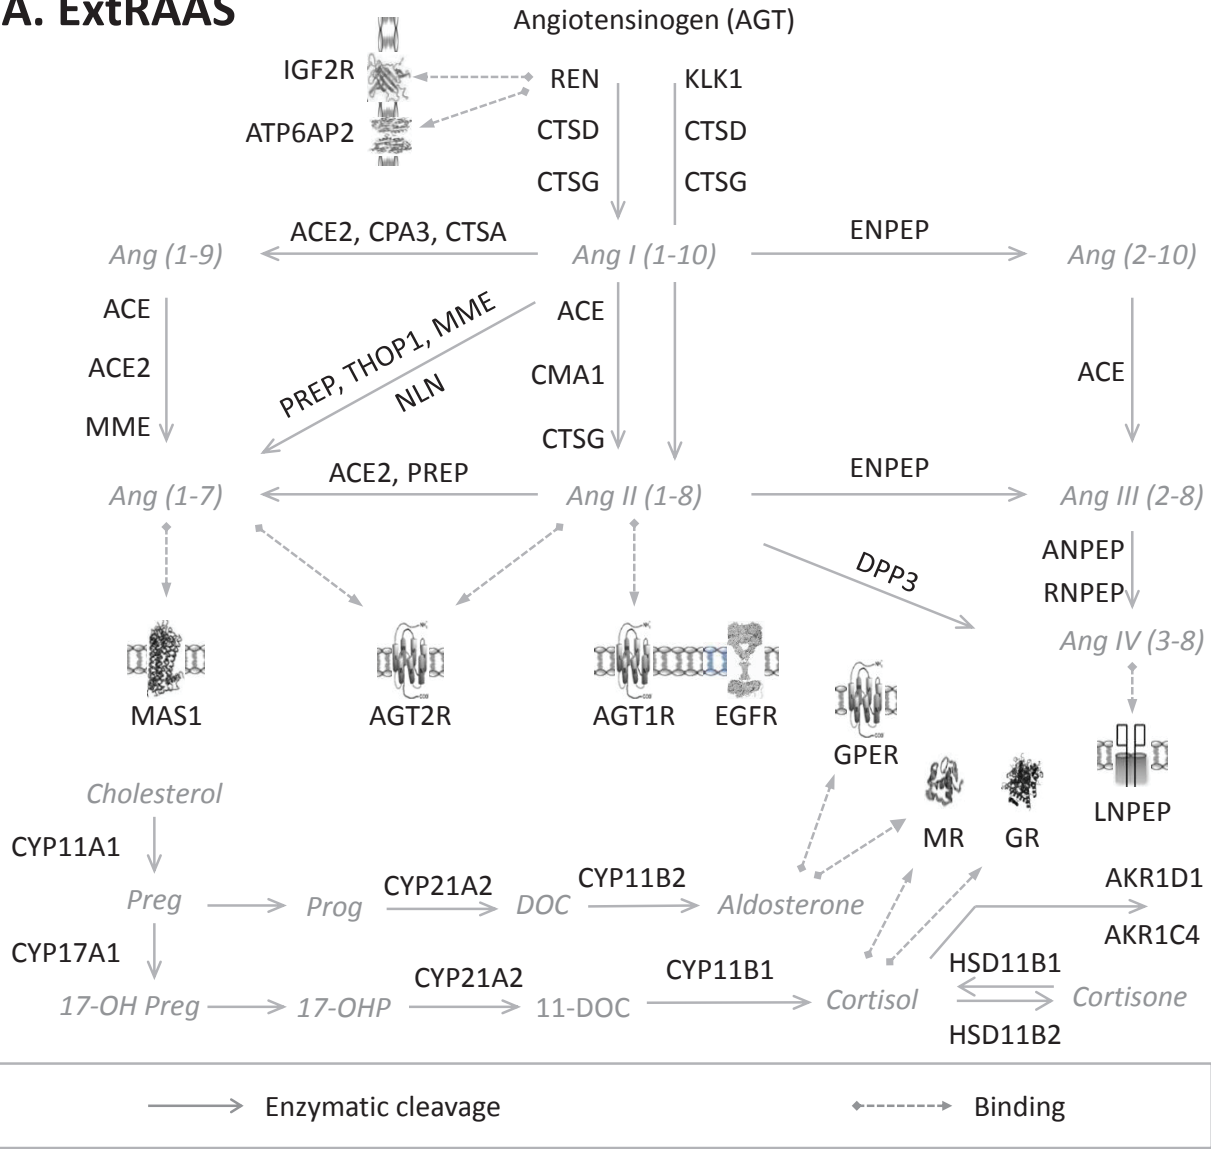 A. ExtRAAS
Angiotensinogen (AGT)
IGF2R
REN
KLK1
ATP6AP2
CTSD
CTSD
CTSG
CTSG
ACE2, CPA3, CTSA
ENPEP
Ang (1-9)
Ang I (1-10)
Ang (2-10)
ACE
ACE2
MME
PREP, THOP1, MME
NLN
ACE
CMA1
CTSG
ACE
ACE2, PREP
ENPEP
Ang (1-7)
Ang II (1-8)
Ang III (2-8)
ANPEP
RNPEP
DPP3
Ang IV (3-8)
MAS1
AGT2R
AGT1R
EGFR
GPER
LNPEP
MR
GR
Cholesterol
CYP11A1
Preg
Prog
CYP21A2
DOC
CYP11B2
Aldosterone
AKR1D1
AKR1C4
CYP17A1
17-OH Preg
17-OHP
CYP21A2
11-DOC
CYP11B1
Cortisol
HSD11B1
HSD11B2
Cortisone
Enzymatic cleavage
Binding